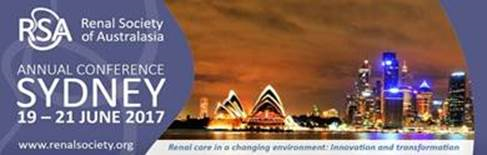 RSA
Renal Society
of Australasia
ANNUAL CONFERENCE
SYDNEY
19 – 21 JUNE 2017
www.renalsociety.org
Renal care in a changing environment: Innovation and transformation